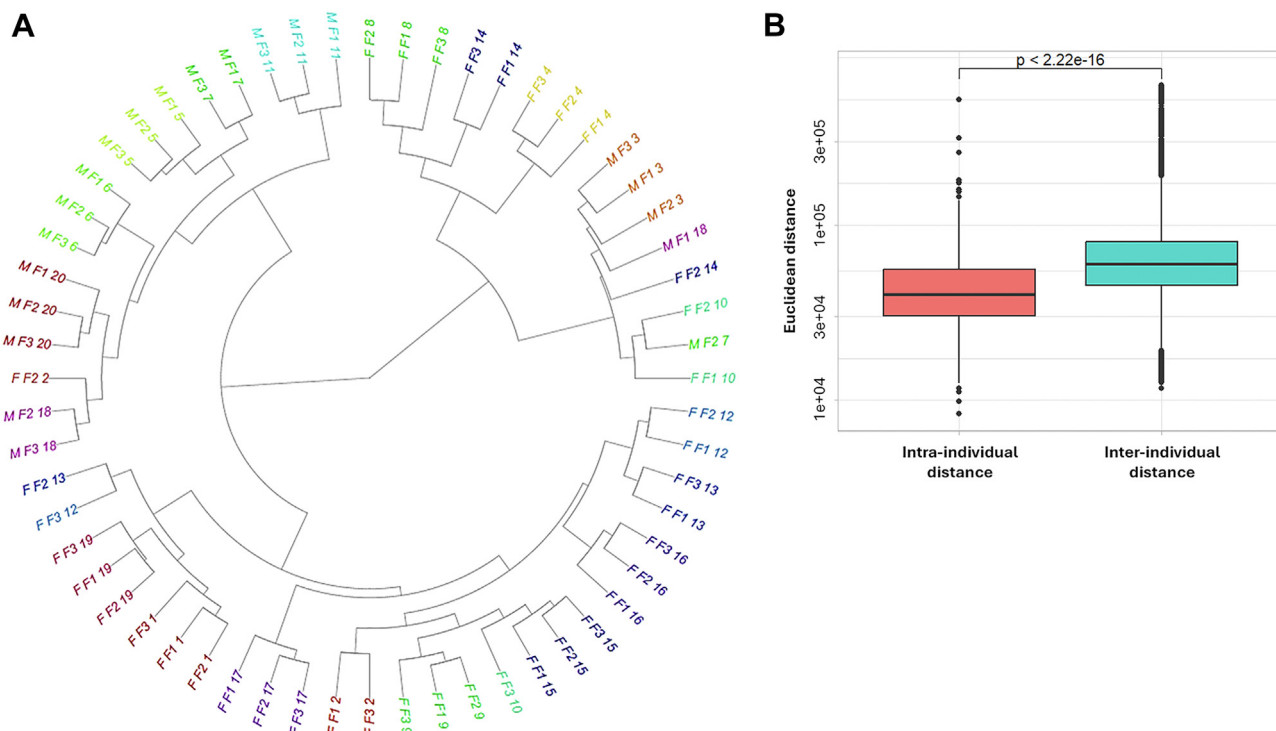 A
B
M F3 11
M F2 11
M F1 11
F F2 8
F F1 8
F F3 8
F F3 14
F F1 14
F F3 4
F F2 4
F F1 4
M F3 3
M F1 3
M F2 3
M F1 18
F F2 14
F F2 10
M F2 7
F F1 10
F F2 12
F F1 12
F F3 13
F F1 13
F F3 16
F F2 16
F F1 16
F F3 15
F F2 15
F F1 15
F F3 10
F F2 9
F F1 9
F F3 9
F F3 2
F F1 2
F F3 17
F F2 17
F F1 17
F F2 1
F F1 1
F F3 1
F F2 19
F F1 19
F F3 19
F F3 12
F F2 13
M F3 18
M F2 18
F F2 2
M F3 20
M F2 20
M F1 20
M F3 6
M F2 6
M F1 6
M F3 5
M F2 5
M F1 5
M F3 7
M F1 7
p < 2.22e-16
Euclidean distance
3e+05
1e+05
3e+04
1e+04
Intra-individual
distance
Inter-individual
distance